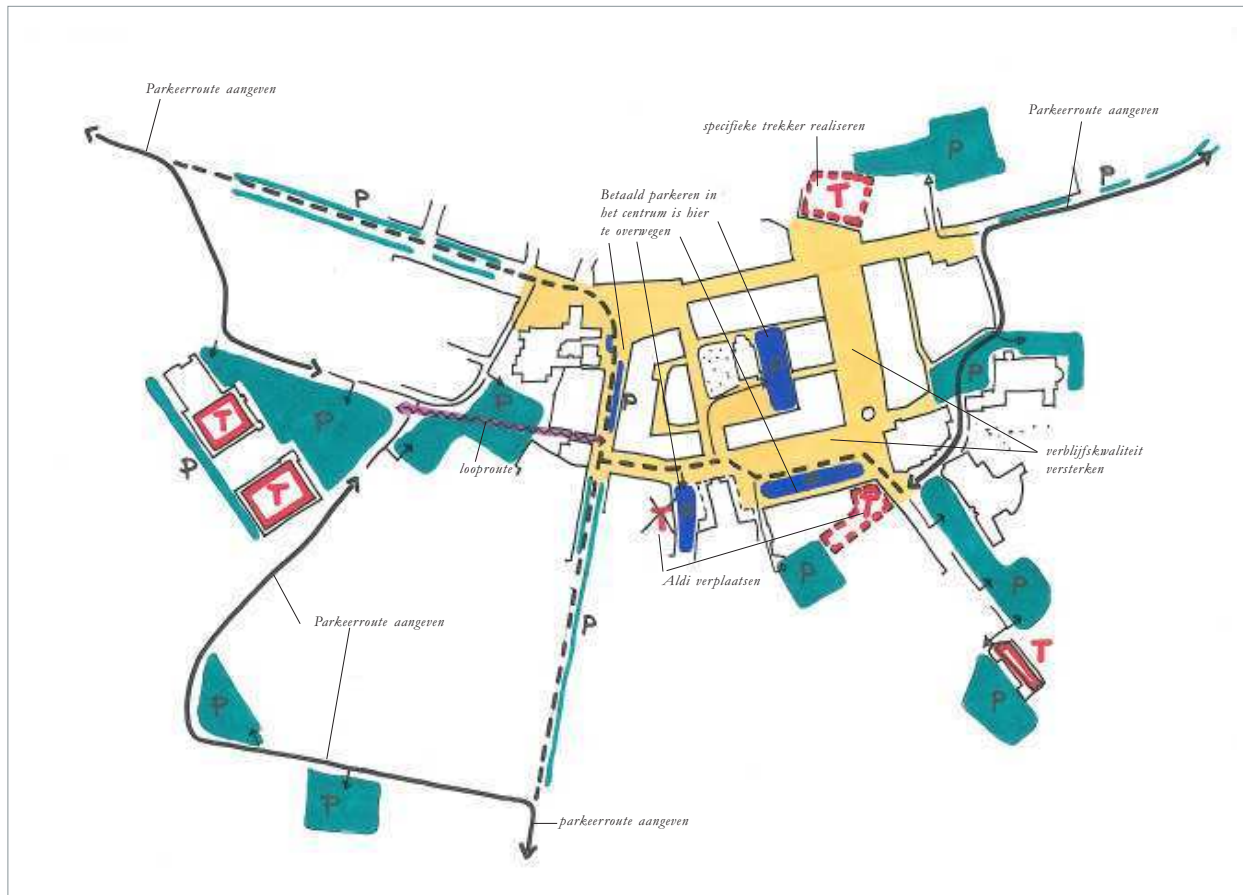 Parkeerroute aangeven
specifieke trekker realiseren
Parkeerroute aangeven
P
P
P
T
Betaald parkeren in
het centrum is hier
te overwegen
P
P
P
P
P
T
P
P
looproute
verblijfskwaliteit
versterken
T
T
P
T
Aldi verplaatsen
P
P
Parkeerroute aangeven
P
T
P
P
P
parkeerroute aangeven